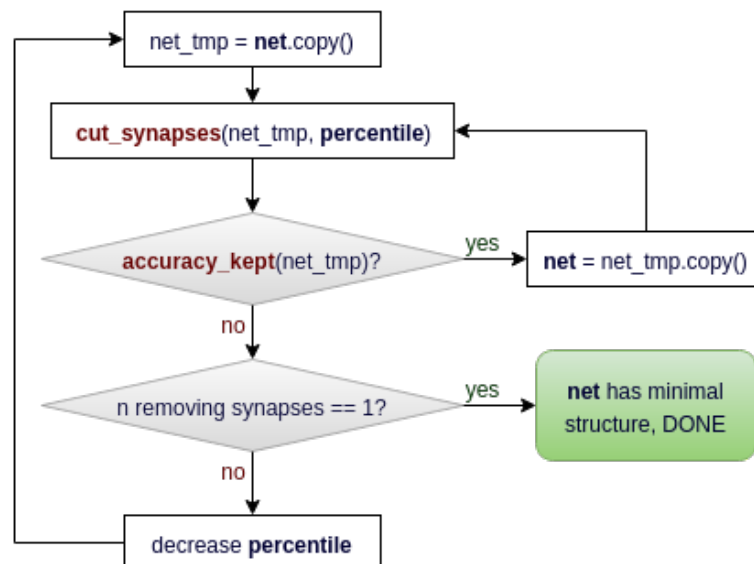 net_tmp = net.copy()
cut_synapses(net_tmp, percentile)
accuracy_kept(net_tmp)?
yes
net = net_tmp.copy()
no
n removing synapses == 1?
yes
net has minimal
structure, DONE
no
decrease percentile